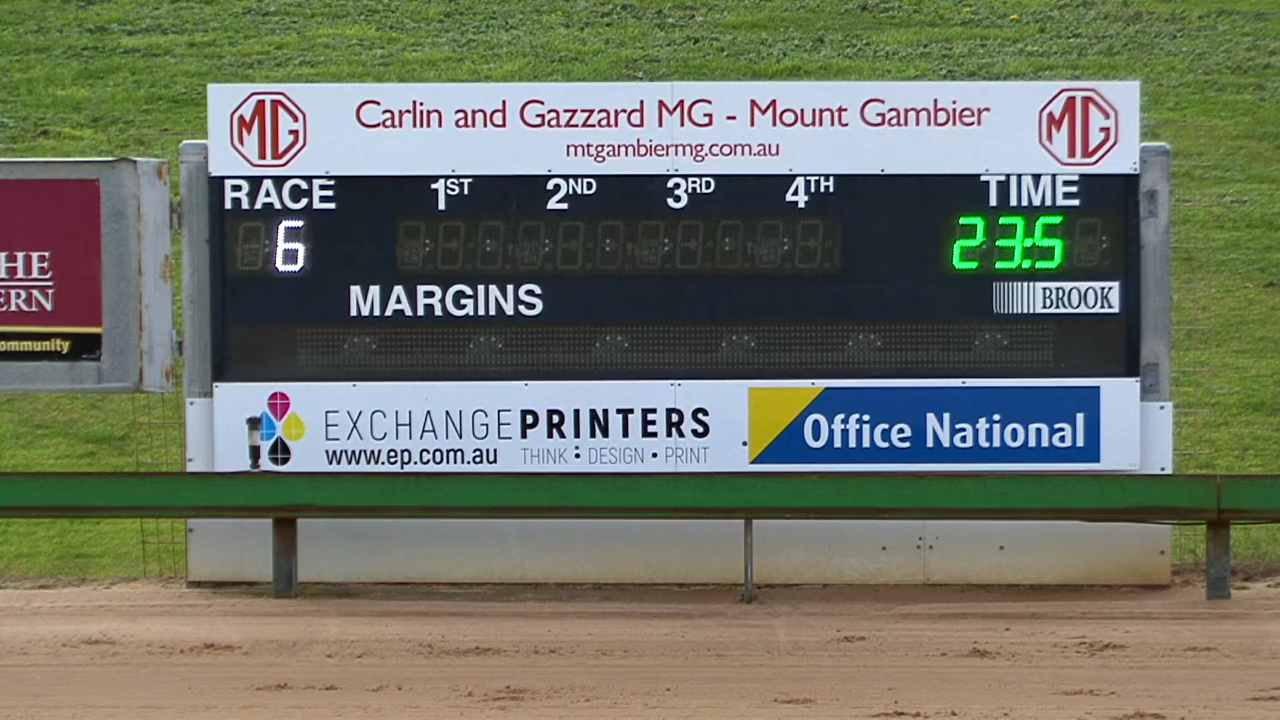 MG Carlin and Gazzard MG - Mount Gambier MG
mtgambiermg.com.au
RACE 1ST 2ND 3RD 4TH TIME
6 23:5
MARGINS BROOK
HE
ERN
ommunity
EXCHANGEPRINTERS
www.ep.com.au THINK : DESIGN • PRINT
Office National